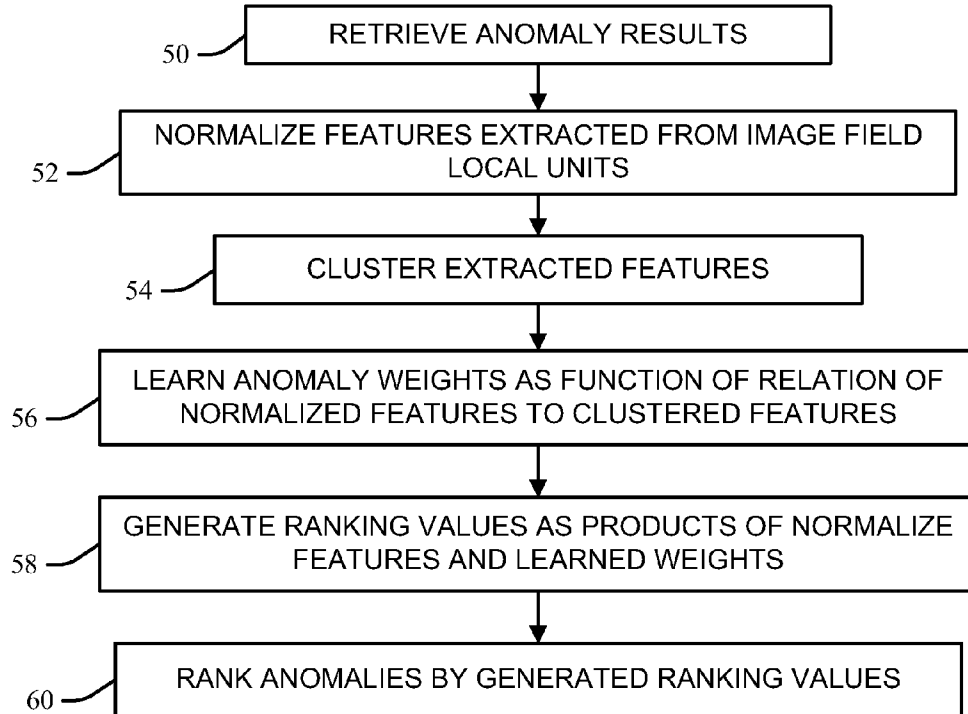 RETRIEVE ANOMALY RESULTS
50
NORMALIZE FEATURES EXTRACTED FROM IMAGE FIELD
LOCAL UNITS
52
CLUSTER EXTRACTED FEATURES
54
LEARN ANOMALY WEIGHTS AS FUNCTION OF RELATION OF
NORMALIZED FEATURES TO CLUSTERED FEATURES
56
GENERATE RANKING VALUES AS PRODUCTS OF NORMALIZE
FEATURES AND LEARNED WEIGHTS
58
RANK ANOMALIES BY GENERATED RANKING VALUES
60